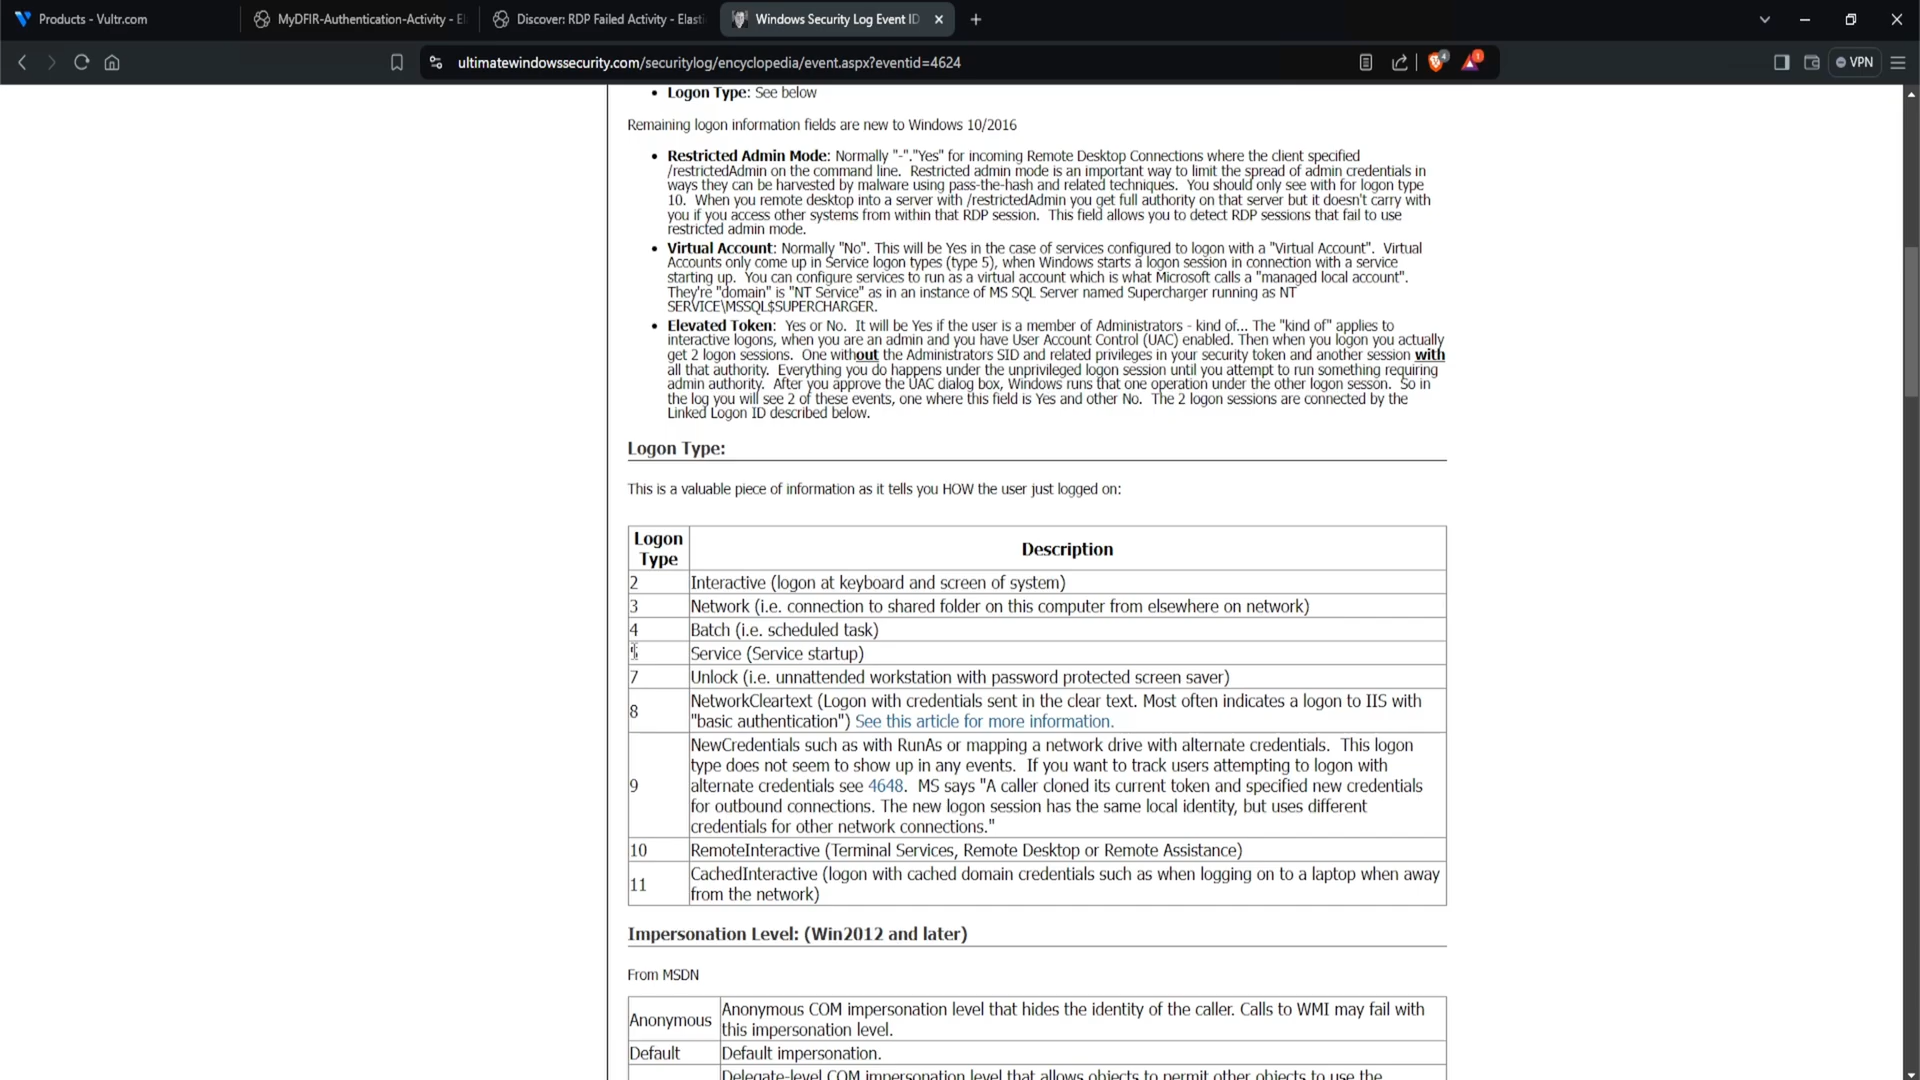 Products - Vultr.com
MyDFIR-Authentication-Activity - El
Discover: RDP Failed Activity - Elasti
Windows Security Log Event ID
ultimatewindowssecurity.com/securitylog/encyclopedia/event.aspx?eventid=4624
4
1
VPN
• Logon Type: See below
Remaining logon information fields are new to Windows 10/2016
• Restricted Admin Mode: Normally "-"."Yes" for incoming Remote Desktop Connections where the client specified
/restrictedAdmin on the command line. Restricted admin mode is an important way to limit the spread of admin credentials in
ways they can be harvested by malware using pass-the-hash and related techniques. You should only see with for logon type
10. When you remote desktop into a server with /restrictedAdmin you get full authority on that server but it doesn't carry with
you if you access other systems from within that RDP session. This field allows you to detect RDP sessions that fail to use
restricted admin mode.
• Virtual Account: Normally "No". This will be Yes in the case of services configured to logon with a "Virtual Account". Virtual
Accounts only come up in Service logon types (type 5), when Windows starts a logon session in connection with a service
starting up. You can configure services to run as a virtual account which is what Microsoft calls a "managed local account".
They're "domain" is "NT Service" as in an instance of MS SQL Server named Supercharger running as NT
SERVICE\MSSQL$SUPERCHARGER.
• Elevated Token: Yes or No. It will be Yes if the user is a member of Administrators - kind of... The "kind of" applies to
interactive logons, when you are an admin and you have User Account Control (UAC) enabled. Then when you logon you actually
get 2 logon sessions. One without the Administrators SID and related privileges in your security token and another session with
all that authority. Everything you do happens under the unprivileged logon session until you attempt to run something requiring
admin authority. After you approve the UAC dialog box, Windows runs that one operation under the other logon sesson. So in
the log you will see 2 of these events, one where this field is Yes and other No. The 2 logon sessions are connected by the
Linked Logon ID described below.
Logon Type:
This is a valuable piece of information as it tells you HOW the user just logged on:
Logon
Type
Description
2 Interactive (logon at keyboard and screen of system)
3 Network (i.e. connection to shared folder on this computer from elsewhere on network)
4 Batch (i.e. scheduled task)
5 Service (Service startup)
7 Unlock (i.e. unnattended workstation with password protected screen saver)
8 NetworkCleartext (Logon with credentials sent in the clear text. Most often indicates a logon to IIS with
"basic authentication") See this article for more information.
9 NewCredentials such as with RunAs or mapping a network drive with alternate credentials. This logon
type does not seem to show up in any events. If you want to track users attempting to logon with
alternate credentials see 4648. MS says "A caller cloned its current token and specified new credentials
for outbound connections. The new logon session has the same local identity, but uses different
credentials for other network connections."
10 RemoteInteractive (Terminal Services, Remote Desktop or Remote Assistance)
11 CachedInteractive (logon with cached domain credentials such as when logging on to a laptop when away
from the network)
Impersonation Level: (Win2012 and later)
From MSDN
Anonymous Anonymous COM impersonation level that hides the identity of the caller. Calls to WMI may fail with
this impersonation level.
Default Default impersonation.
Delegate-level COM impersonation level that allows objects to permit other objects to use the